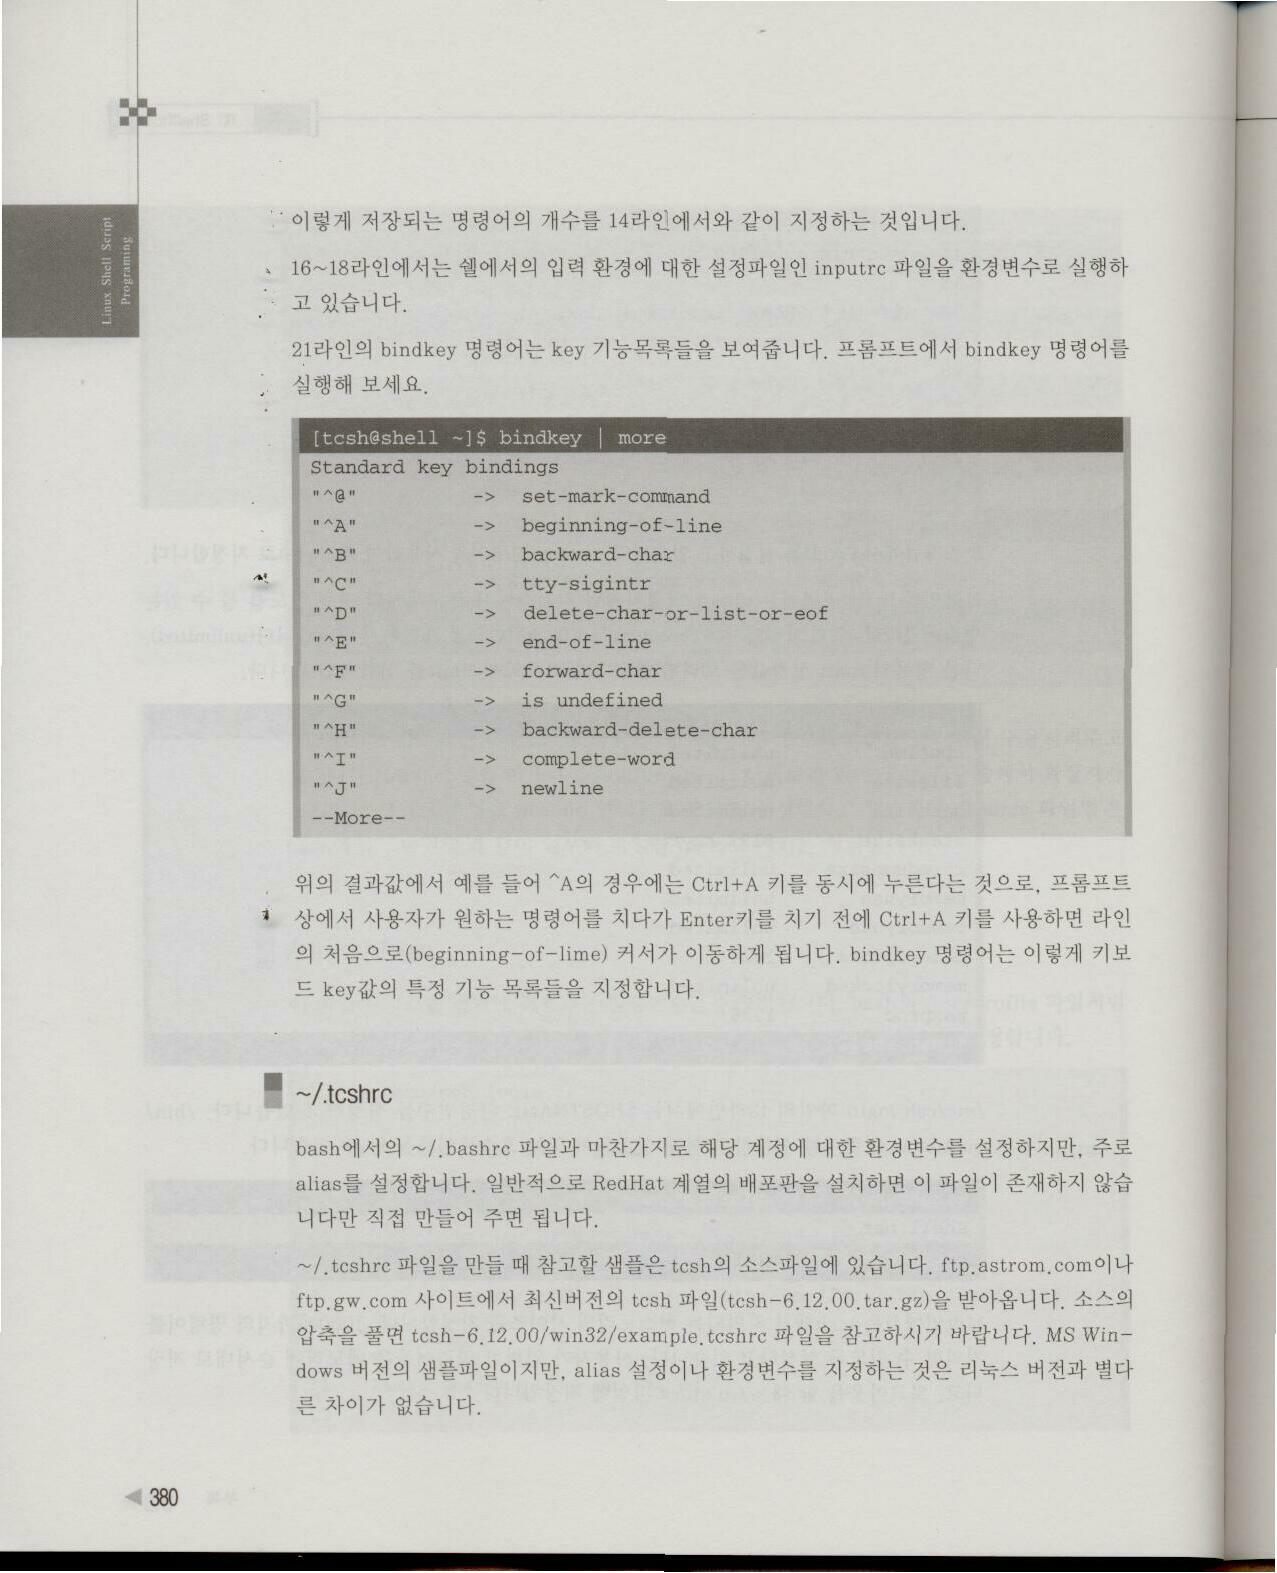 Linux Shell Script
Programing
이렇게 저장되는 명령어의 개수를 14라인에서와 같이 지정하는 것입니다.
16~18라인에서는 쉘에서의 입력 환경에 대한 설정파일인 inputrc 파일을 환경변수로 실행하
고 있습니다.
21라인의 bindkey 명령어는 key 기능목록들을 보여줍니다. 프롬프트에서 bindkey 명령어를
실행해 보세요.
[tcsh@shell ~]$ bindkey | more
Standard key bindings
"^@" -> set-mark-command
"^A" -> beginning-of-line
"^B" -> backward-char
"^C" -> tty-sigintr
"^D" -> delete-char-or-list-or-eof
"^E" -> end-of-line
"^F" -> forward-char
"^G" -> is undefined
"^H" -> backward-delete-char
"^I" -> complete-word
"^J" -> newline
--More--
위의 결과값에서 예를 들어 ^A의 경우에는 Ctrl+A 키를 동시에 누른다는 것으로, 프롬프트
상에서 사용자가 원하는 명령어를 치다가 Enter키를 치기 전에 Ctrl+A 키를 사용하면 라인
의 처음으로(beginning-of-lime) 커서가 이동하게 됩니다. bindkey 명령어는 이렇게 키보
드 key값의 특정 기능 목록들을 지정합니다.
~/.tcshrc
bash에서의 ~/.bashrc 파일과 마찬가지로 해당 계정에 대한 환경변수를 설정하지만, 주로
alias를 설정합니다. 일반적으로 RedHat 계열의 배포판을 설치하면 이 파일이 존재하지 않습
니다만 직접 만들어 주면 됩니다.
~/.tcshrc 파일을 만들 때 참고할 샘플은 tcsh의 소스파일에 있습니다. ftp.astrom.com이나
ftp.gw.com 사이트에서 최신버전의 tcsh 파일(tcsh-6.12.00.tar.gz)을 받아옵니다. 소스의
압축을 풀면 tcsh-6.12.00/win32/example.tcshrc 파일을 참고하시기 바랍니다. MS Win-
dows 버전의 샘플파일이지만, alias 설정이나 환경변수를 지정하는 것은 리눅스 버전과 별다
른 차이가 없습니다.
380